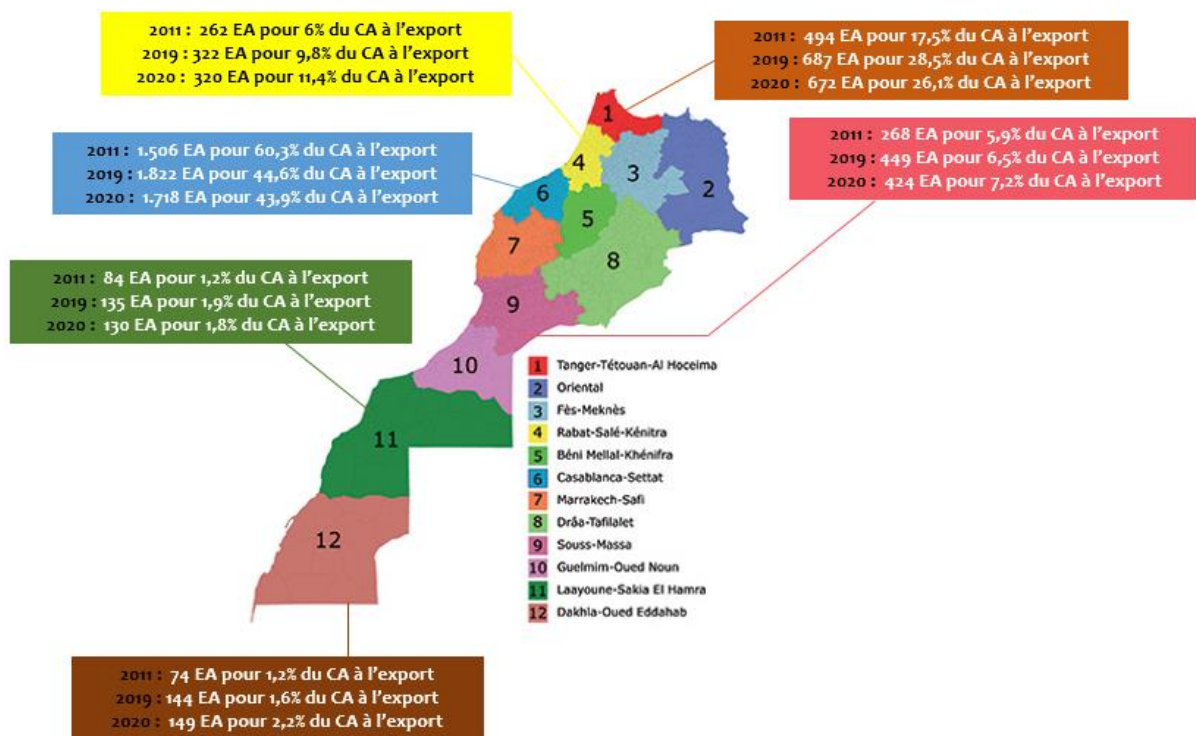 2011 : 262 EA pour 6% du CA à l'export
2019 : 322 EA pour 9,8% du CA à l'export
2020 : 320 EA pour 11,4% du CA à l'export
2011 : 494 EA pour 17,5% du CA à l'export
2019 : 687 EA pour 28,5% du CA à l'export
2020 : 672 EA pour 26,1% du CA à l'export
2011 : 1.506 EA pour 60,3% du CA à l'export
2019 : 1.822 EA pour 44,6% du CA à l'export
2020 : 1.718 EA pour 43,9% du CA à l'export
2011 : 268 EA pour 5,9% du CA à l'export
2019 : 449 EA pour 6,5% du CA à l'export
2020 : 424 EA pour 7,2% du CA à l'export
2011 : 84 EA pour 1,2% du CA à l'export
2019 : 135 EA pour 1,9% du CA à l'export
2020 : 130 EA pour 1,8% du CA à l'export
1
2
3
4
5
6
7
8
9
10
11
12
1 Tanger-Tétouan-Al Hoceima
2 Oriental
3 Fès-Meknès
4 Rabat-Salé-Kénitra
5 Béni Mellal-Khénifra
6 Casablanca-Settat
7 Marrakech-Safi
8 Drâa-Tafilalet
9 Souss-Massa
10 Guelmim-Oued Noun
11 Laayoune-Sakia El Hamra
12 Dakhla-Oued Eddahab
2011 : 74 EA pour 1,2% du CA à l'export
2019 : 144 EA pour 1,6% du CA à l'export
2020 : 149 EA pour 2,2% du CA à l'export